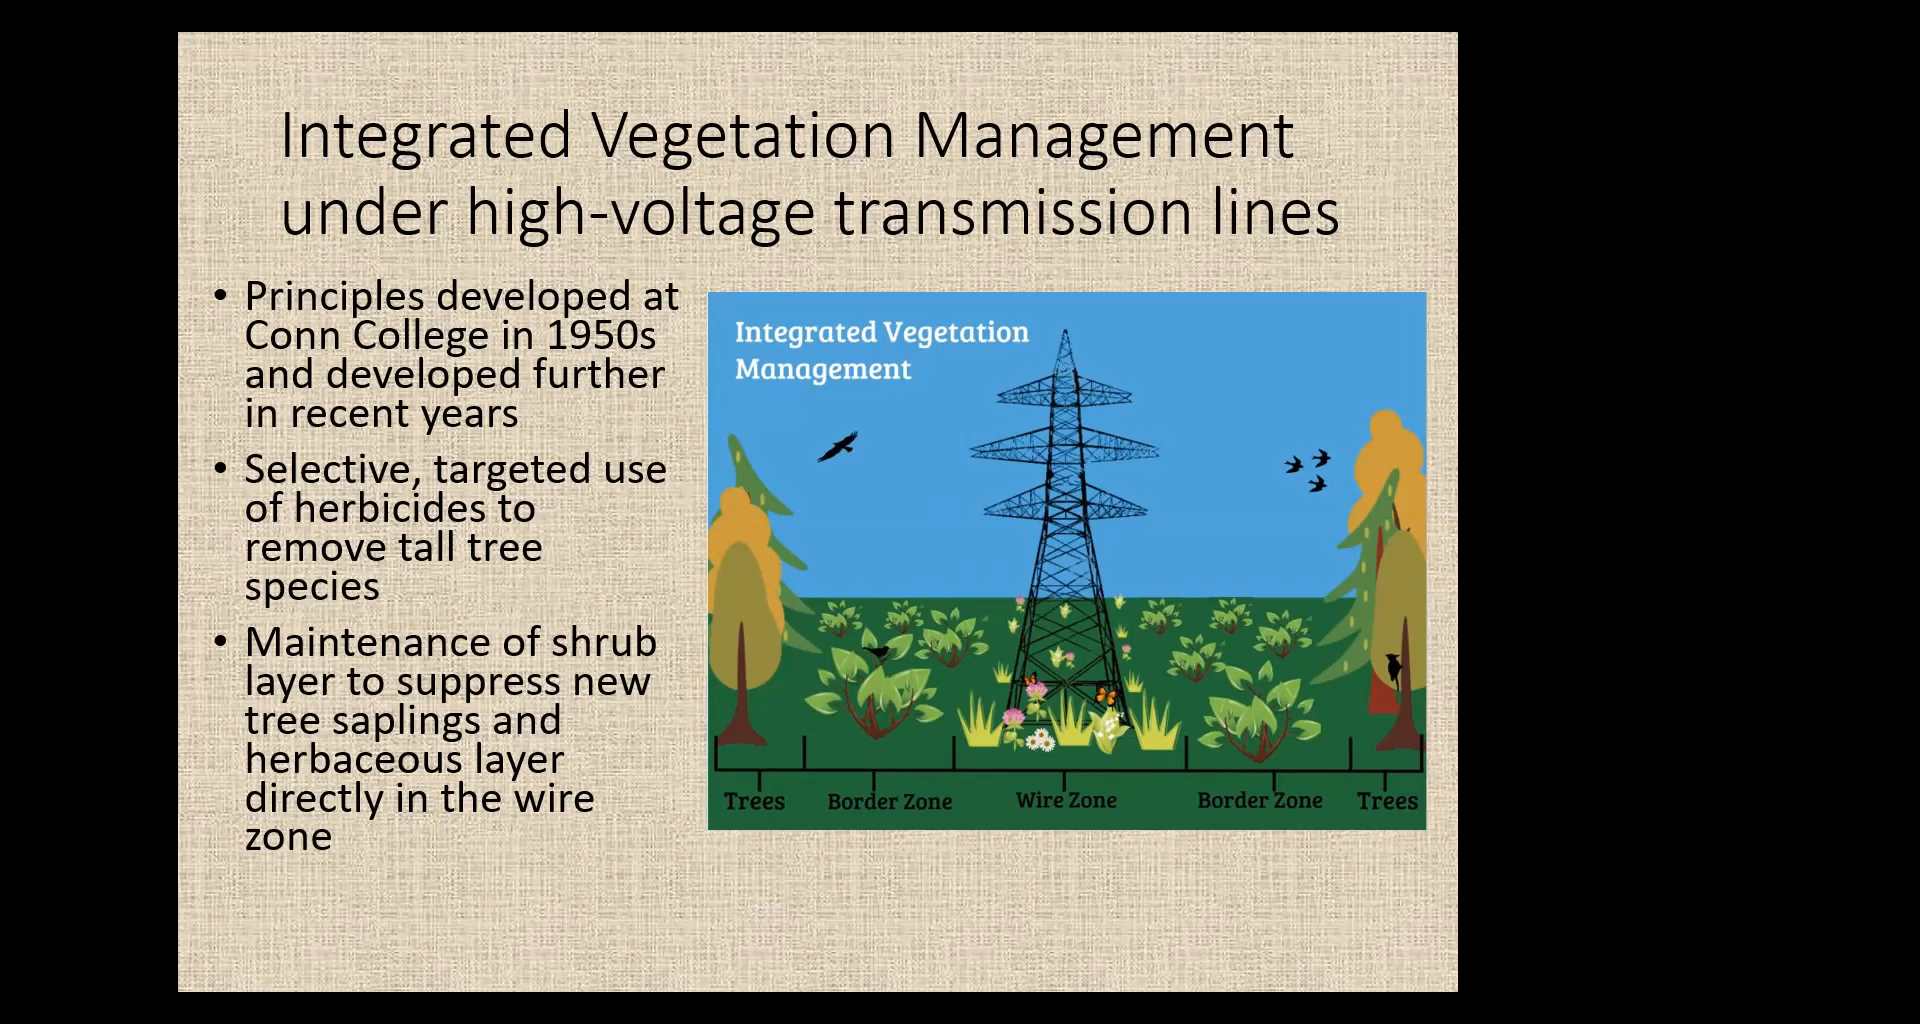 Integrated Vegetation Management
under high-voltage transmission lines
• Principles developed at
Conn College in 1950s
and developed further
in recent years
• Selective, targeted use
of herbicides to
remove tall tree
species
• Maintenance of shrub
layer to suppress new
tree saplings and
herbaceous layer
directly in the wire
zone
Integrated Vegetation
Management
Trees Border Zone Wire Zone Border Zone Trees